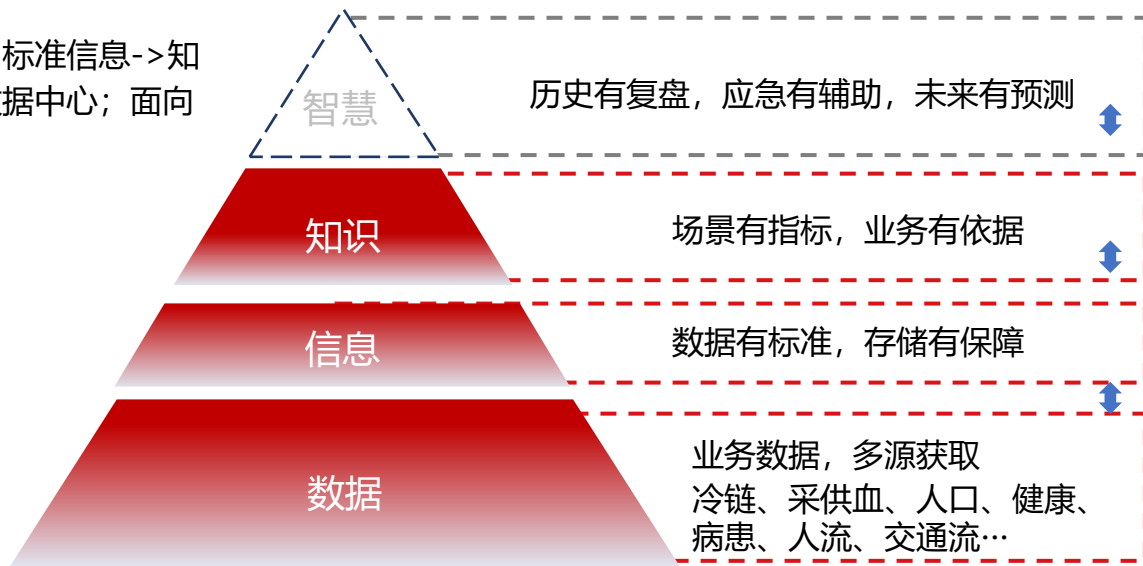 标准信息->知
据中心；面向
智慧
历史有复盘，应急有辅助，未来有预测
知识
场景有指标，业务有依据
信息
数据有标准，存储有保障
数据
业务数据，多源获取
冷链、采供血、人口、健康、
病患、人流、交通流…